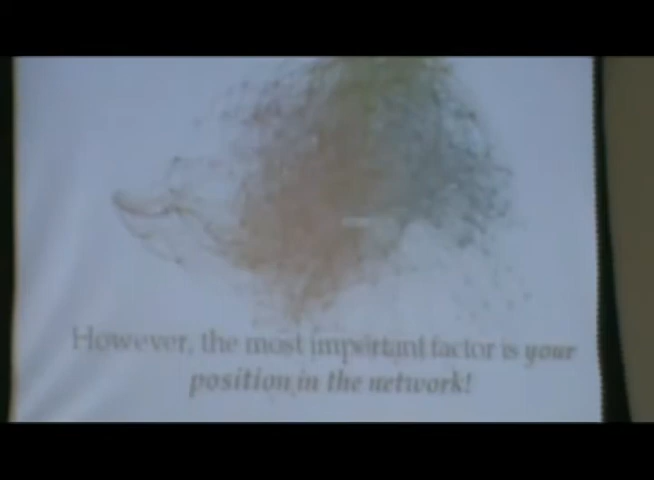 However, the most important factor is your
position in the network!